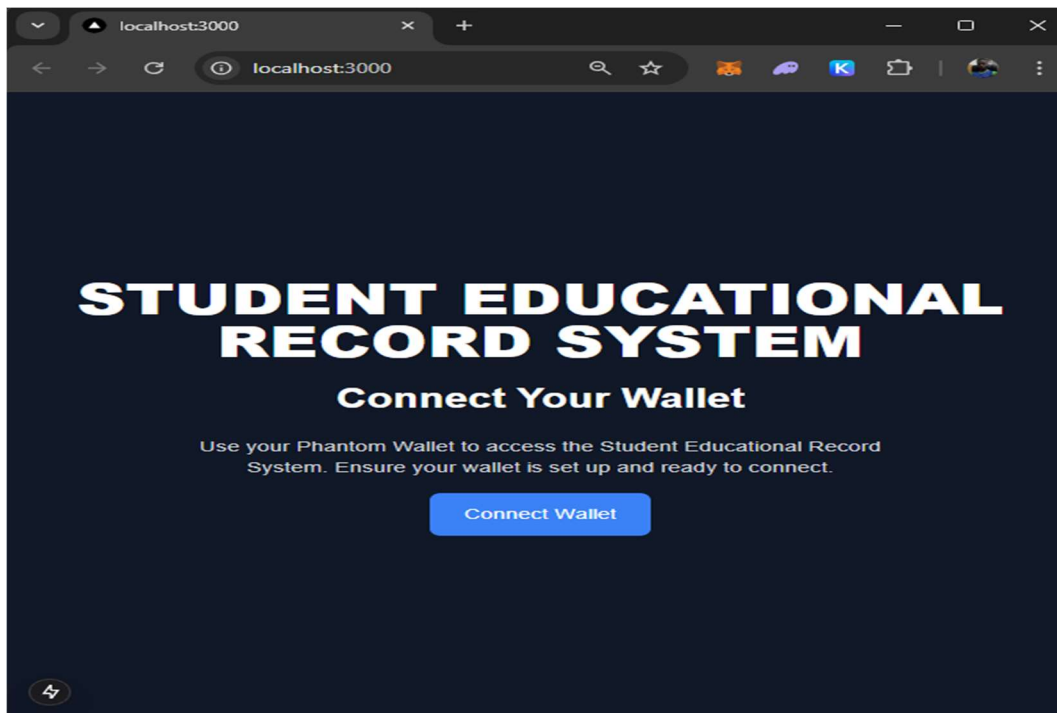 localhost:3000
localhost:3000
K
STUDENT EDUCATIONAL
RECORD SYSTEM
Connect Your Wallet
Use your Phantom Wallet to access the Student Educational Record
System. Ensure your wallet is set up and ready to connect.
Connect Wallet